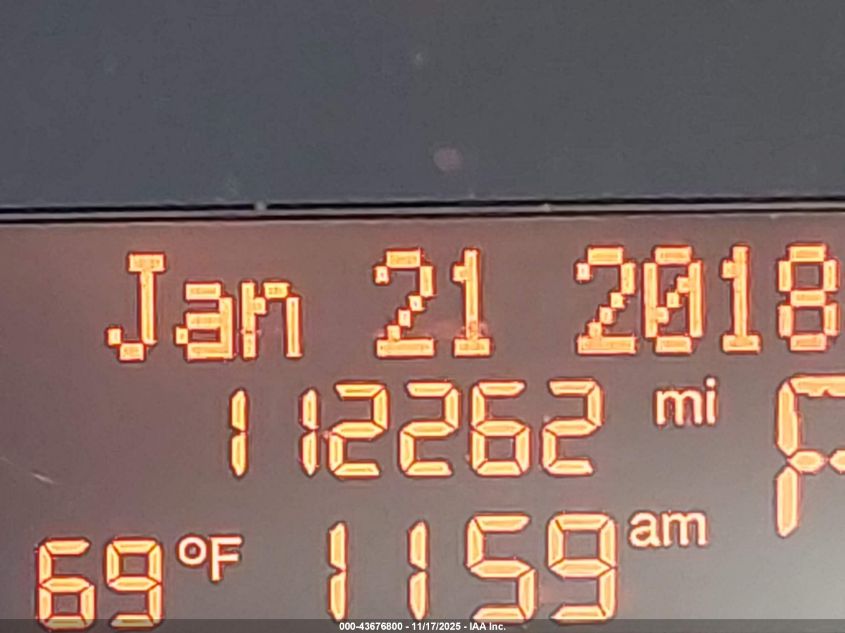 Jan 21 2018
112262 mi P
69°F 1159 am
000-43676800 - 11/17/2025 - IAA Inc.